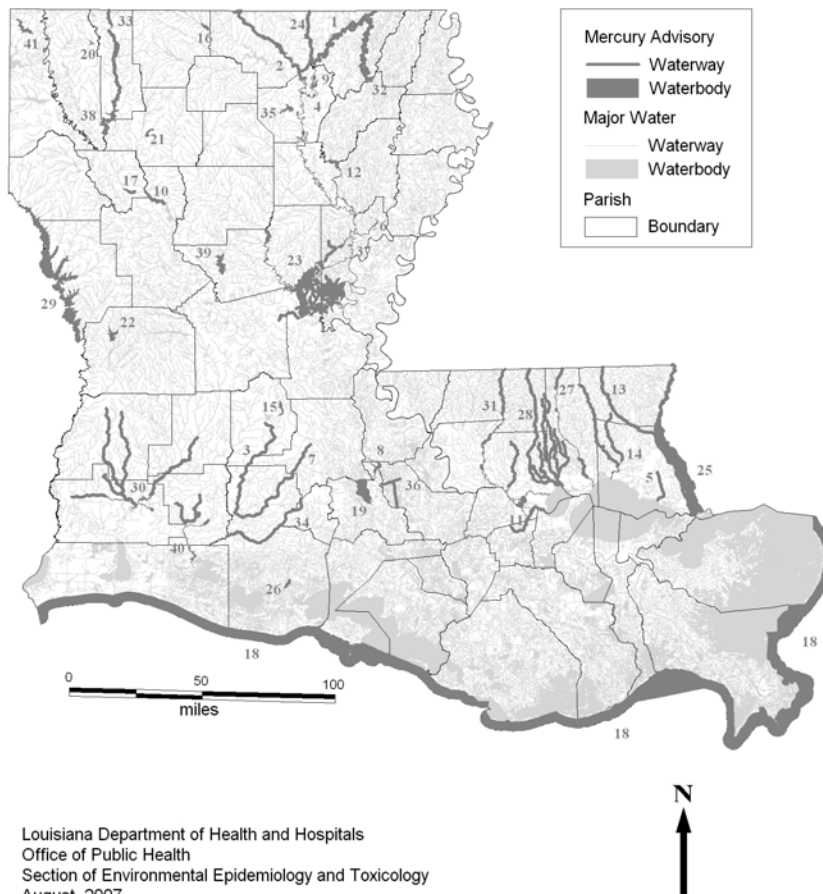 41
33
20
16
24
1
2
9
4
32
35
38
21
12
17
10
6
37
39
23
29
22
15
3
7
8
36
19
34
30
40
26
31
28
27
13
14
5
25
11
18
18
18
Mercury Advisory
Waterway
Waterbody
Major Water
Waterway
Waterbody
Parish
Boundary
0 50 100
miles
N
Louisiana Department of Health and Hospitals
Office of Public Health
Section of Environmental Epidemiology and Toxicology
August, 2007